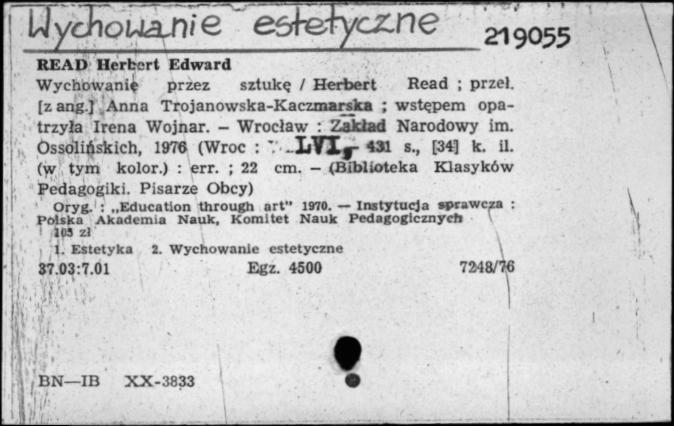 Wychowanie estetyczne
219055
READ Herbert Edward
Wychowanie przez sztukę / Herbert Read ; przeł.
[z ang.] Anna Trojanowska-Kaczmarska ; wstępem opa-
trzyła Irena Wojnar. — Wrocław : Zakład Narodowy im.
Ossolińskich, 1976 (Wroc : LVI, 431 s., [34] k. il.
(w tym kolor.) : err. ; 22 cm. — (Biblioteka Klasyków
Pedagogiki. Pisarze Obcy)
Oryg. : „Education through art" 1970. — Instytucja sprawcza :
Polska Akademia Nauk, Komitet Nauk Pedagogicznych
105 zł
1. Estetyka 2. Wychowanie estetyczne
37.03:7.01 Egz. 4500 7248/76
BN—IB XX-3833